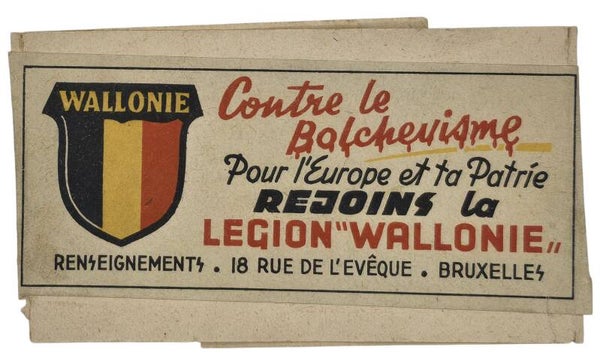 WALLONIE
Contre le
Bolchevisme
Pour l'Europe et ta Patrie
REJOINS la
LEGION "WALLONIE"
RENSEIGNEMENTS . 18 RUE DE L'EVÊQUE . BRUXELLES